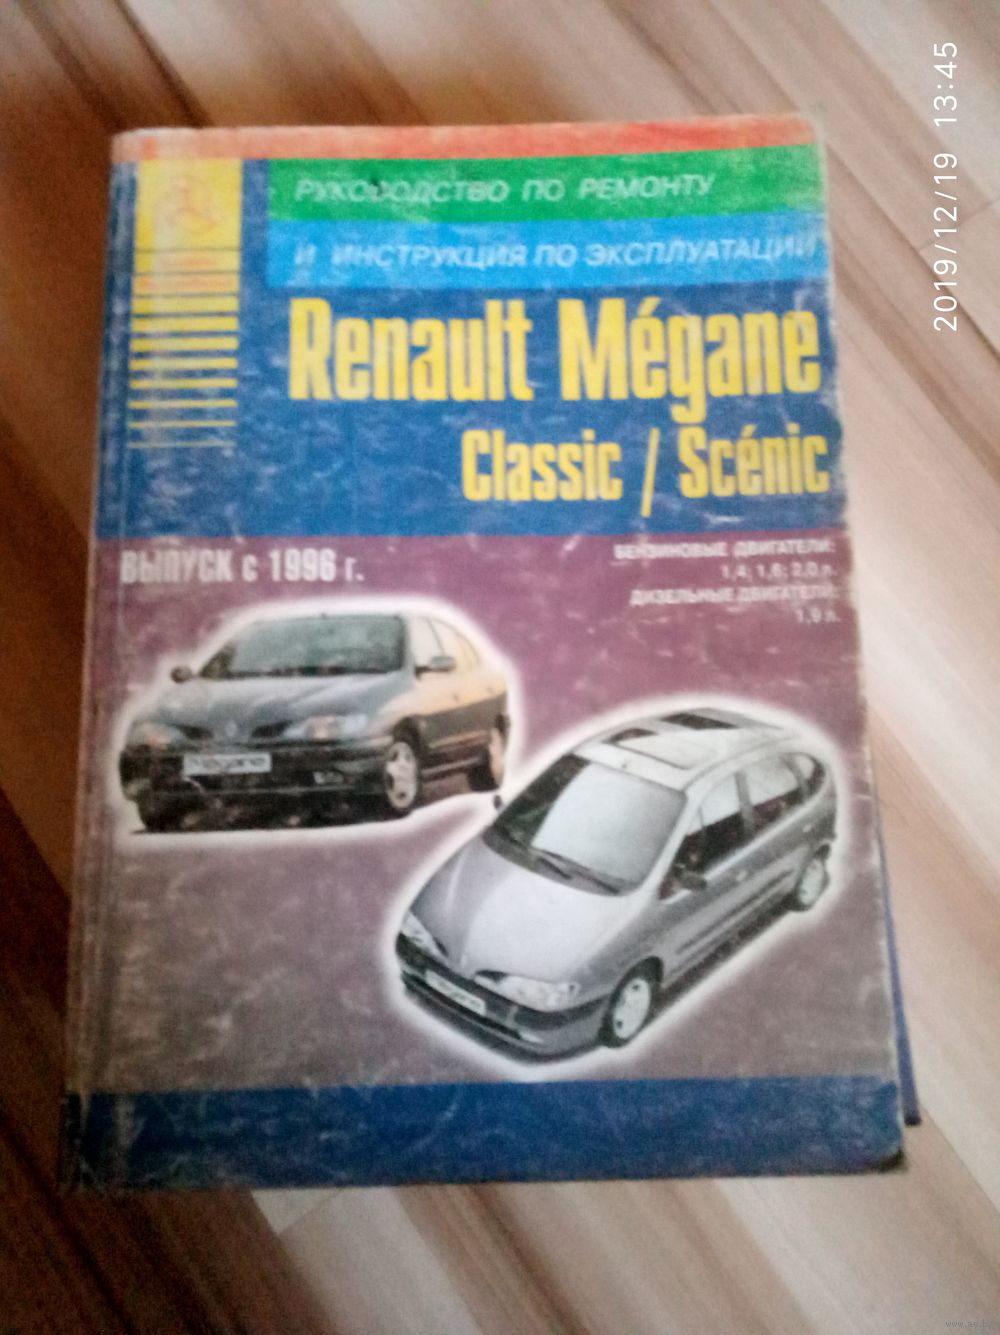 РУКОВОДСТВО ПО РЕМОНТУ
И ИНСТРУКЦИЯ ПО ЭКСПЛУАТАЦИИ
Renault Mégane
Classic / Scénic
ВЫПУСК с 1996 г.
БЕНЗИНОВЫЕ ДВИГАТЕЛИ:
1,4; 1,6; 2,0 л.
ДИЗЕЛЬНЫЕ ДВИГАТЕЛИ:
1,9 л.
Mégane
2019/12/19 13:45